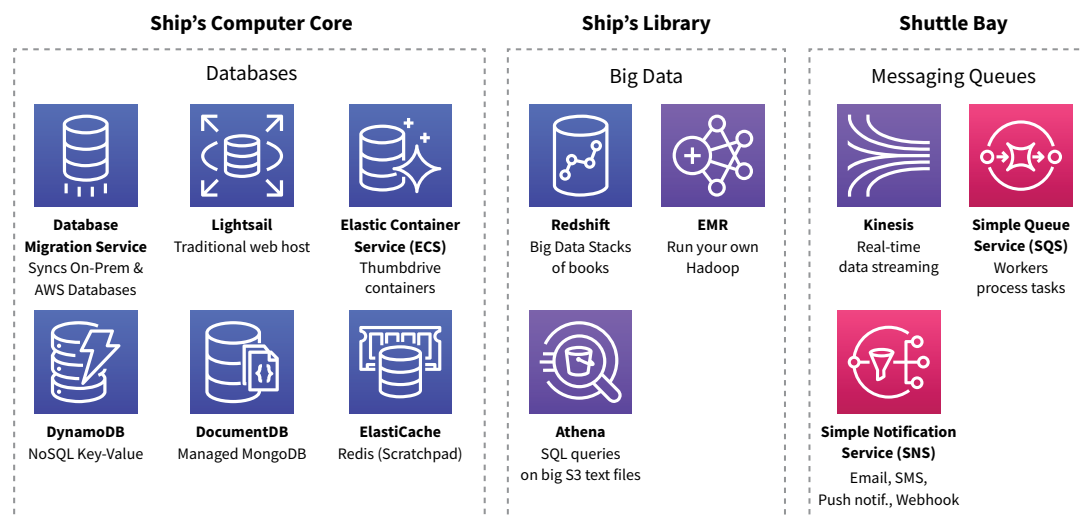 Ship's Computer Core
Databases
Database
Migration Service
Syncs On-Prem &
AWS Databases
Lightsail
Traditional web host
Elastic Container
Service (ECS)
Thumbdrive
containers
DynamoDB
NoSQL Key-Value
DocumentDB
Managed MongoDB
{}
ElastiCache
Redis (Scratchpad)
Ship's Library
Big Data
Redshift
Big Data Stacks
of books
EMR
Run your own
Hadoop
Athena
SQL queries
on big S3 text files
Shuttle Bay
Messaging Queues
Kinesis
Real-time
data streaming
Simple Queue
Service (SQS)
Workers
process tasks
Simple Notification
Service (SNS)
Email, SMS,
Push notif., Webhook